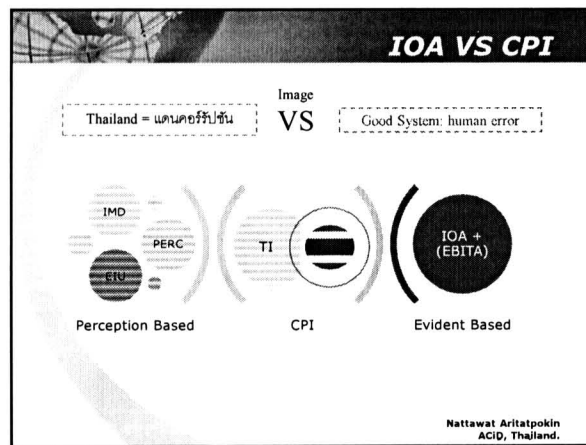 IOA VS CPI
Image
Thailand = แดนคอร์รัปชัน
VS
Good System: human error
IMD
PERC
EIU
TI
IOA +
(EBITA)
Perception Based
CPI
Evident Based
Nattawat Aritatpokin
ACiD, Thailand.